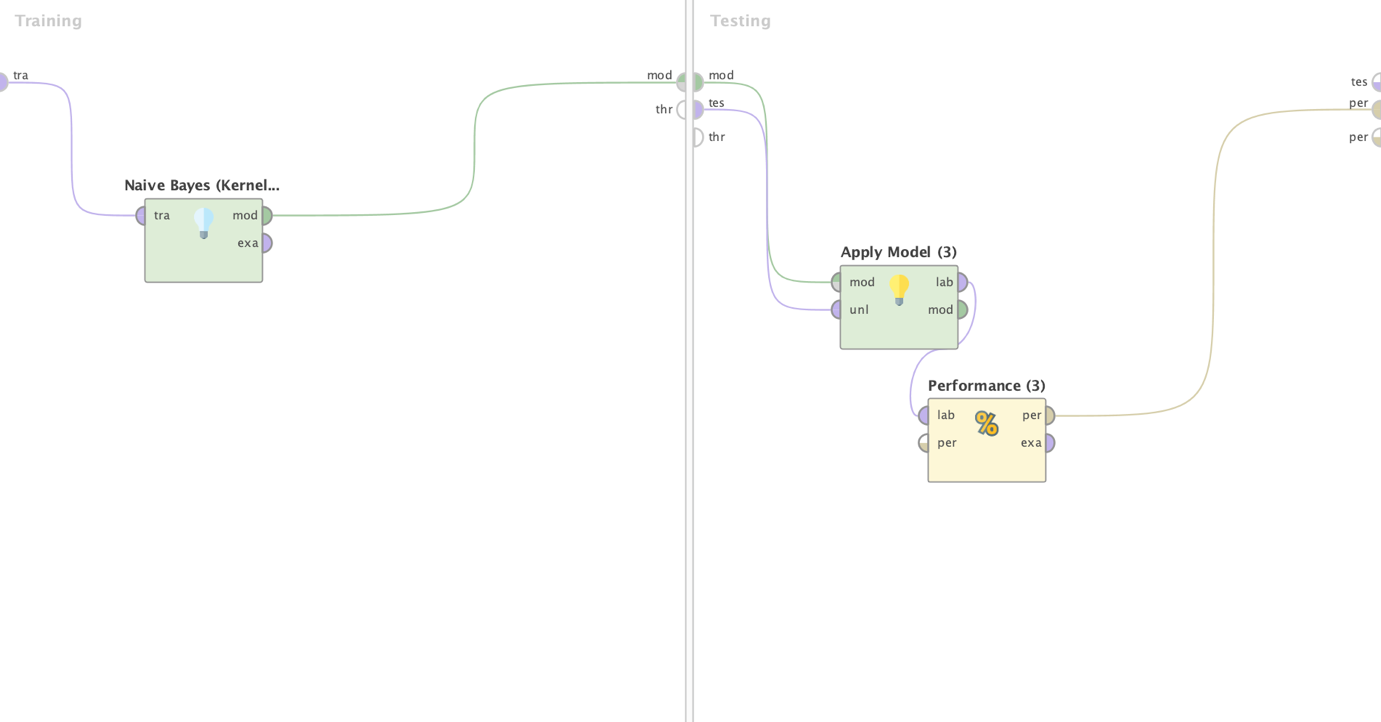 Training
tra
Naive Bayes (Kernel...
tra
mod
exa
mod
thr
Testing
mod
tes
thr
Apply Model (3)
mod
lab
unl
mod
Performance (3)
lab
%
per
per
exa
tes
per
per